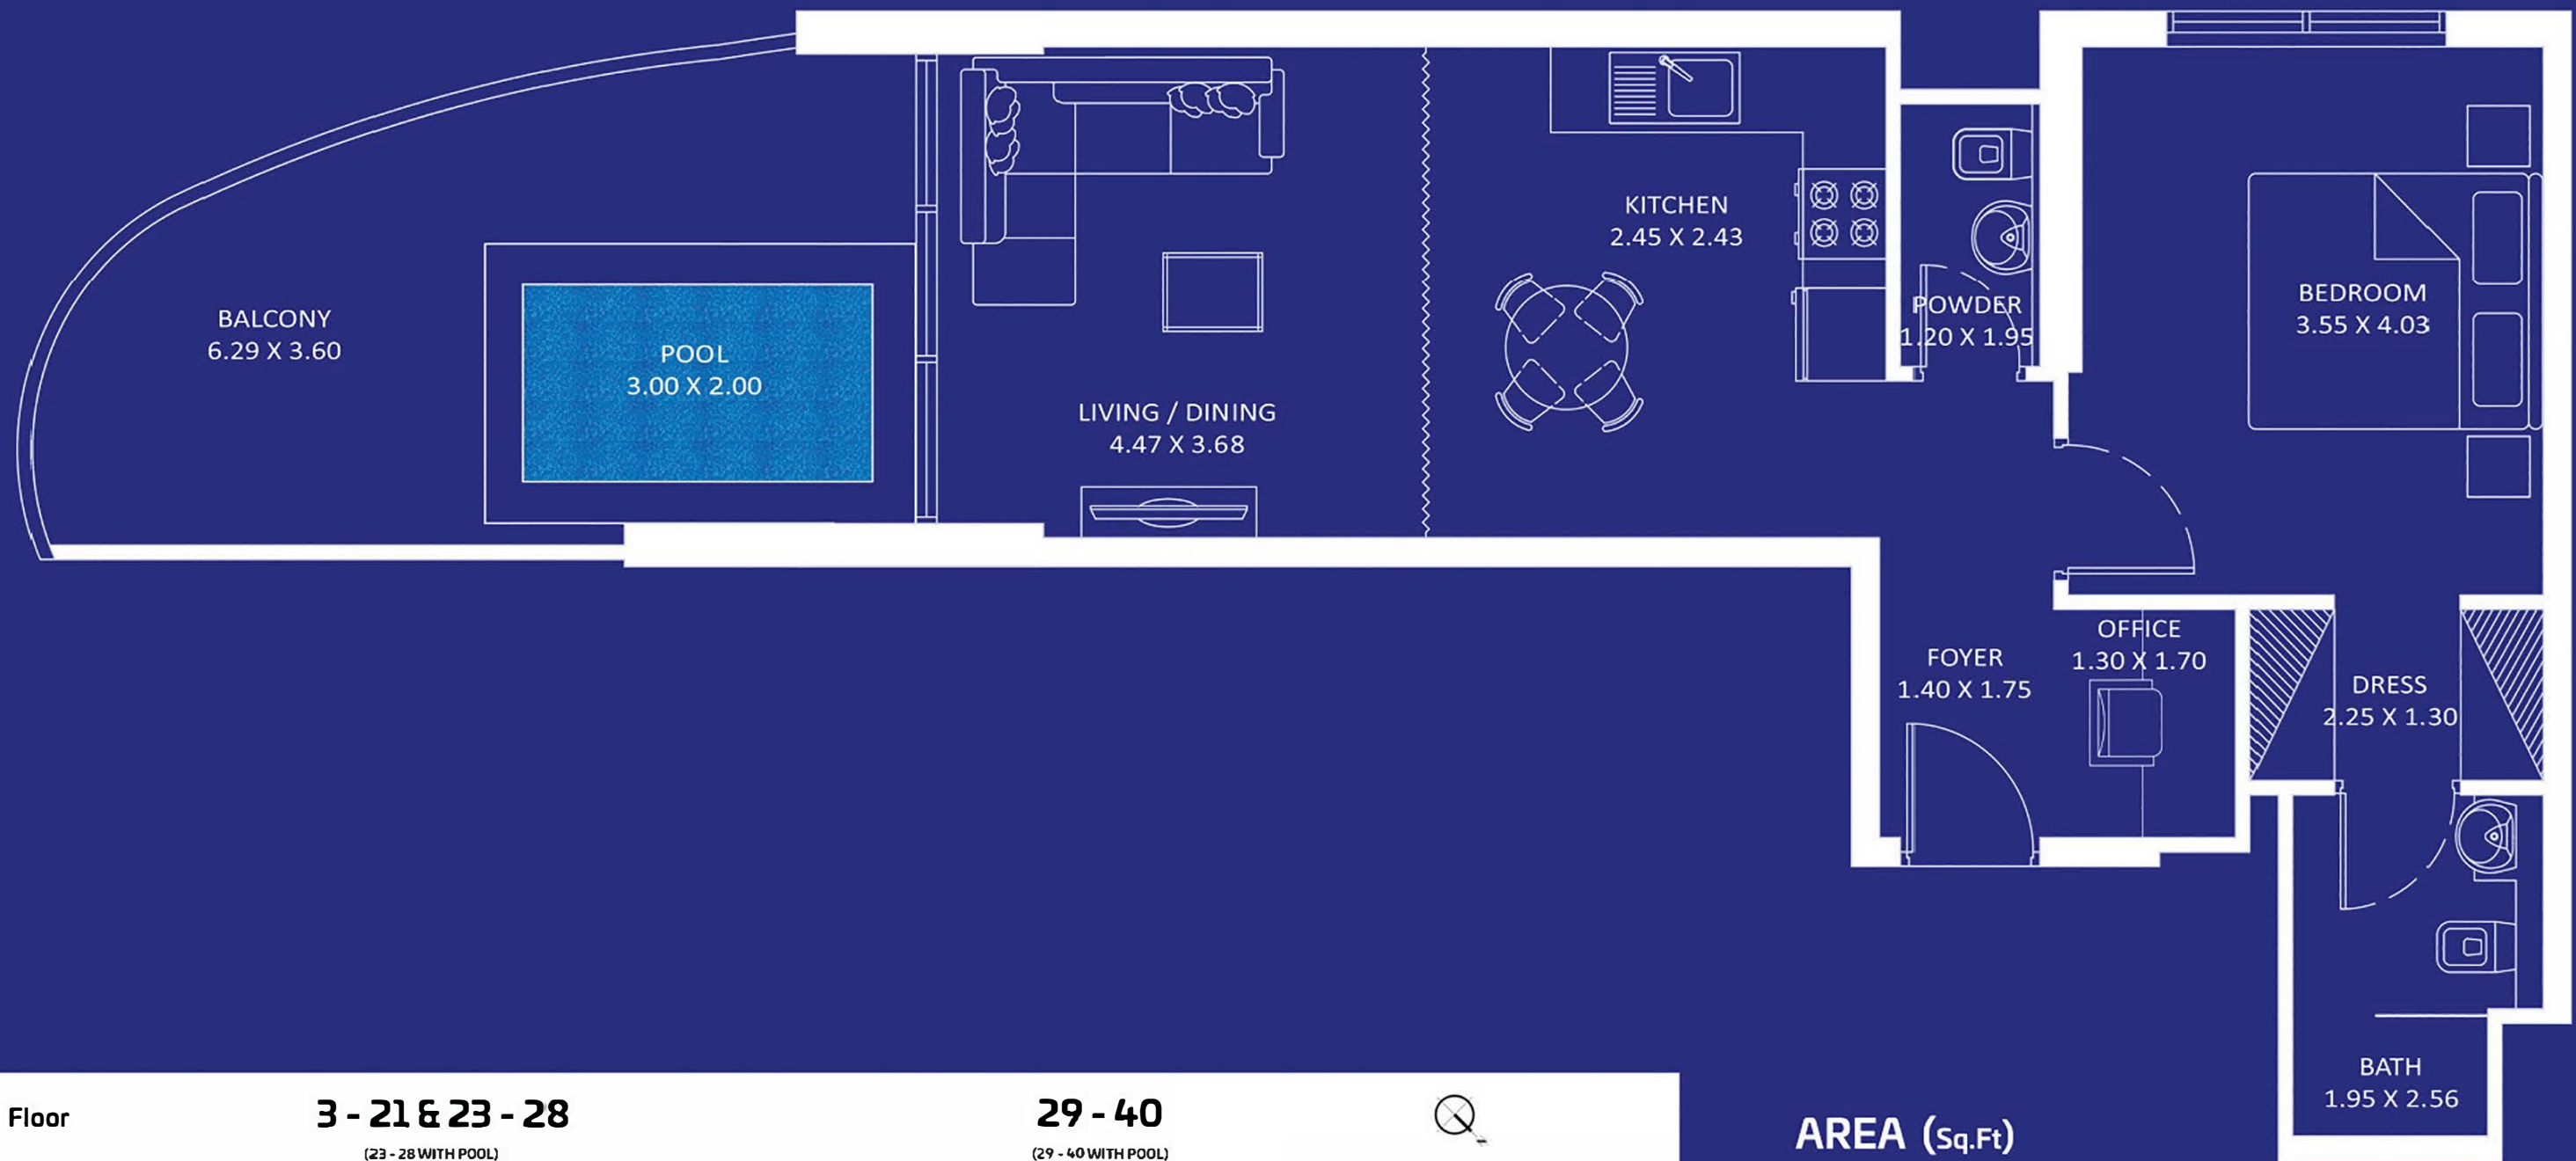 KITCHEN
2.45 X 2.43
POWDER
1.20 X 1.95
BEDROOM
3.55 X 4.03
BALCONY
6.29 X 3.60
POOL
3.00 X 2.00
LIVING / DINING
4.47 X 3.68
FOYER
1.40 X 1.75
OFFICE
1.30 X 1.70
DRESS
2.25 X 1.30
BATH
1.95 X 2.56
Floor
3 - 21 & 23 - 28
(23 - 28 WITH POOL)
29 - 40
(29 - 40 WITH POOL)
AREA (Sq.Ft)